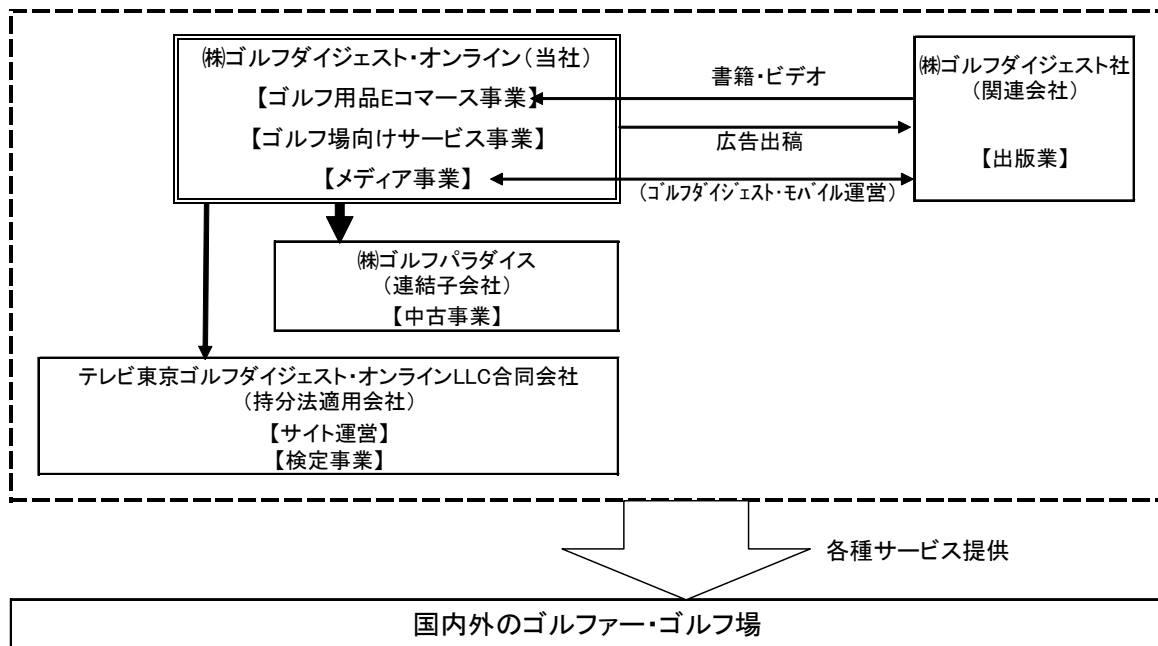 ㈱ゴルフダイジェスト・オンライン（当社）
【ゴルフ用品Eコマース事業】
【ゴルフ場向けサービス事業】
【メディア事業】
書籍・ビデオ
広告出稿
（ｺﾞﾙﾌﾀﾞｲｼﾞｪｽﾄ・ﾓﾊﾞｲﾙ運営）
㈱ゴルフダイジェスト社
（関連会社）
【出版業】
㈱ゴルフパラダイス
（連結子会社）
【中古事業】
テレビ東京ゴルフダイジェスト・オンラインLLC合同会社
（持分法適用会社）
【サイト運営】
【検定事業】
各種サービス提供
国内外のゴルファー・ゴルフ場